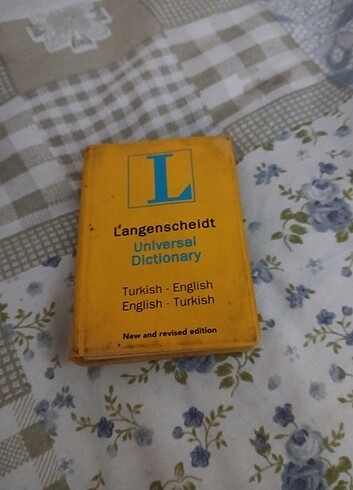 L
Langenscheidt
Universal
Dictionary
Turkish - English
English - Turkish
New and revised edition